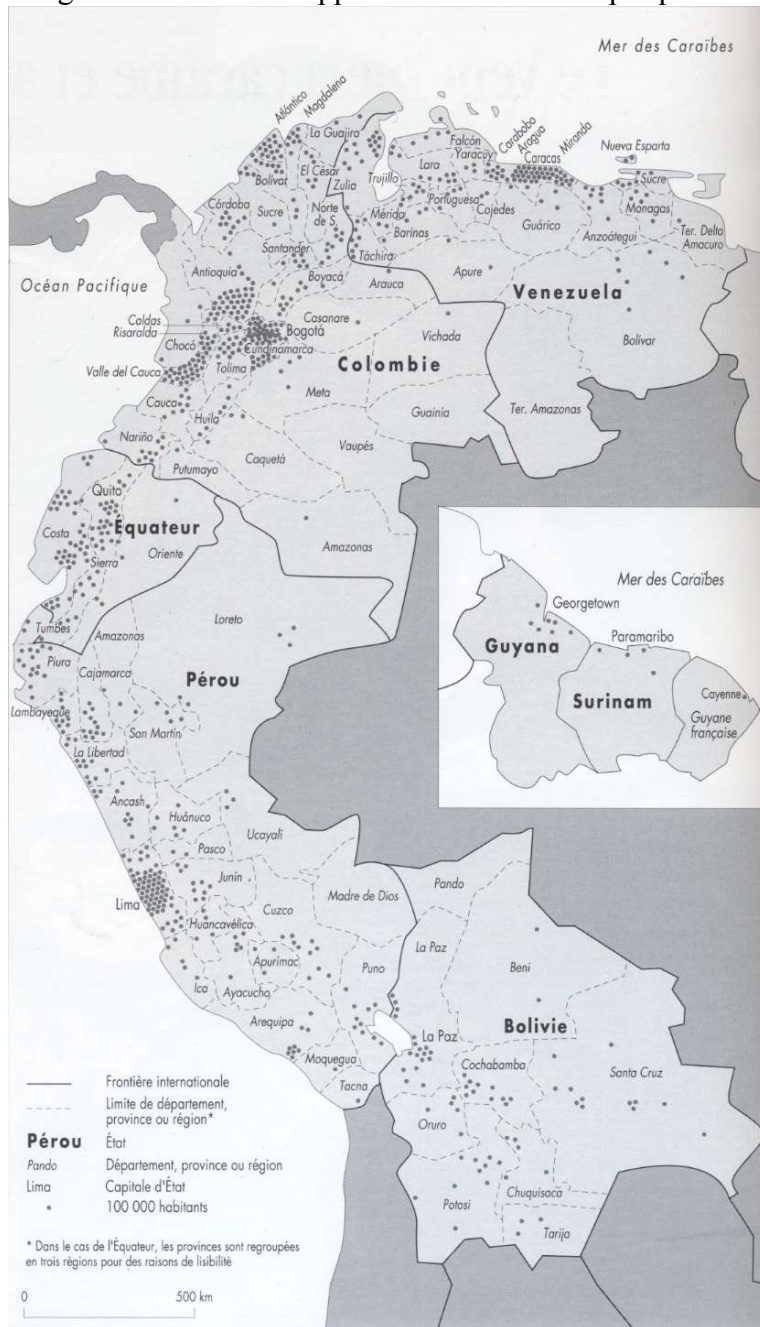 Mer des Caraïbes
Atlántico
Magdalena
La Guajira
Falcón
Yaracuy
Carabobo
Aragua
Caracas
Miranda
Nueva Esparta
Bolívar
El César
Zulia
Trujillo
Lara
Sucre
Córdoba
Sucre
Norte
de S.
Mérida
Portuguesa
Cojedes
Guárico
Monagas
Barinas
Anzoátegui
Ter. Delta
Amacuro
Santander
Táchira
Antioquia
Boyacá
Arauca
Apure
Venezuela
Océan Pacifique
Caldas
Risaralda
Casanare
Bogotá
Vichada
Bolívar
Chocó
Cundinamarca
Colombie
Valle del Cauca
Tolima
Meta
Cauca
Guainía
Ter. Amazonas
Huila
Nariño
Vaupés
Caquetá
Putumayo
Quito
Équateur
Costa
Oriente
Sierra
Amazonas
Mer des Caraïbes
Georgetown
Paramaribo
Guyana
Surinam
Cayenne
Guyane
française
Loreto
Tumbes
Amazonas
Piura
Cajamarca
Pérou
Lambayeque
San Martín
La Libertad
Ancash
Huánuco
Ucayali
Pasco
Junín
Madre de Dios
Pando
Lima
Cuzco
Huancavélica
La Paz
Apurímac
Puno
Beni
Ica
Ayacucho
Arequipa
La Paz
Bolivie
Moquegua
Cochabamba
Santa Cruz
Tacna
Oruro
Chuquisaca
Potosi
Tarija
Frontière internationale
Limite de département,
province ou région*
Pérou État
Pando Département, province ou région
Lima Capitale d'État
100 000 habitants
* Dans le cas de l'Équateur, les provinces sont regroupées
en trois régions pour des raisons de lisibilité
0 500 km